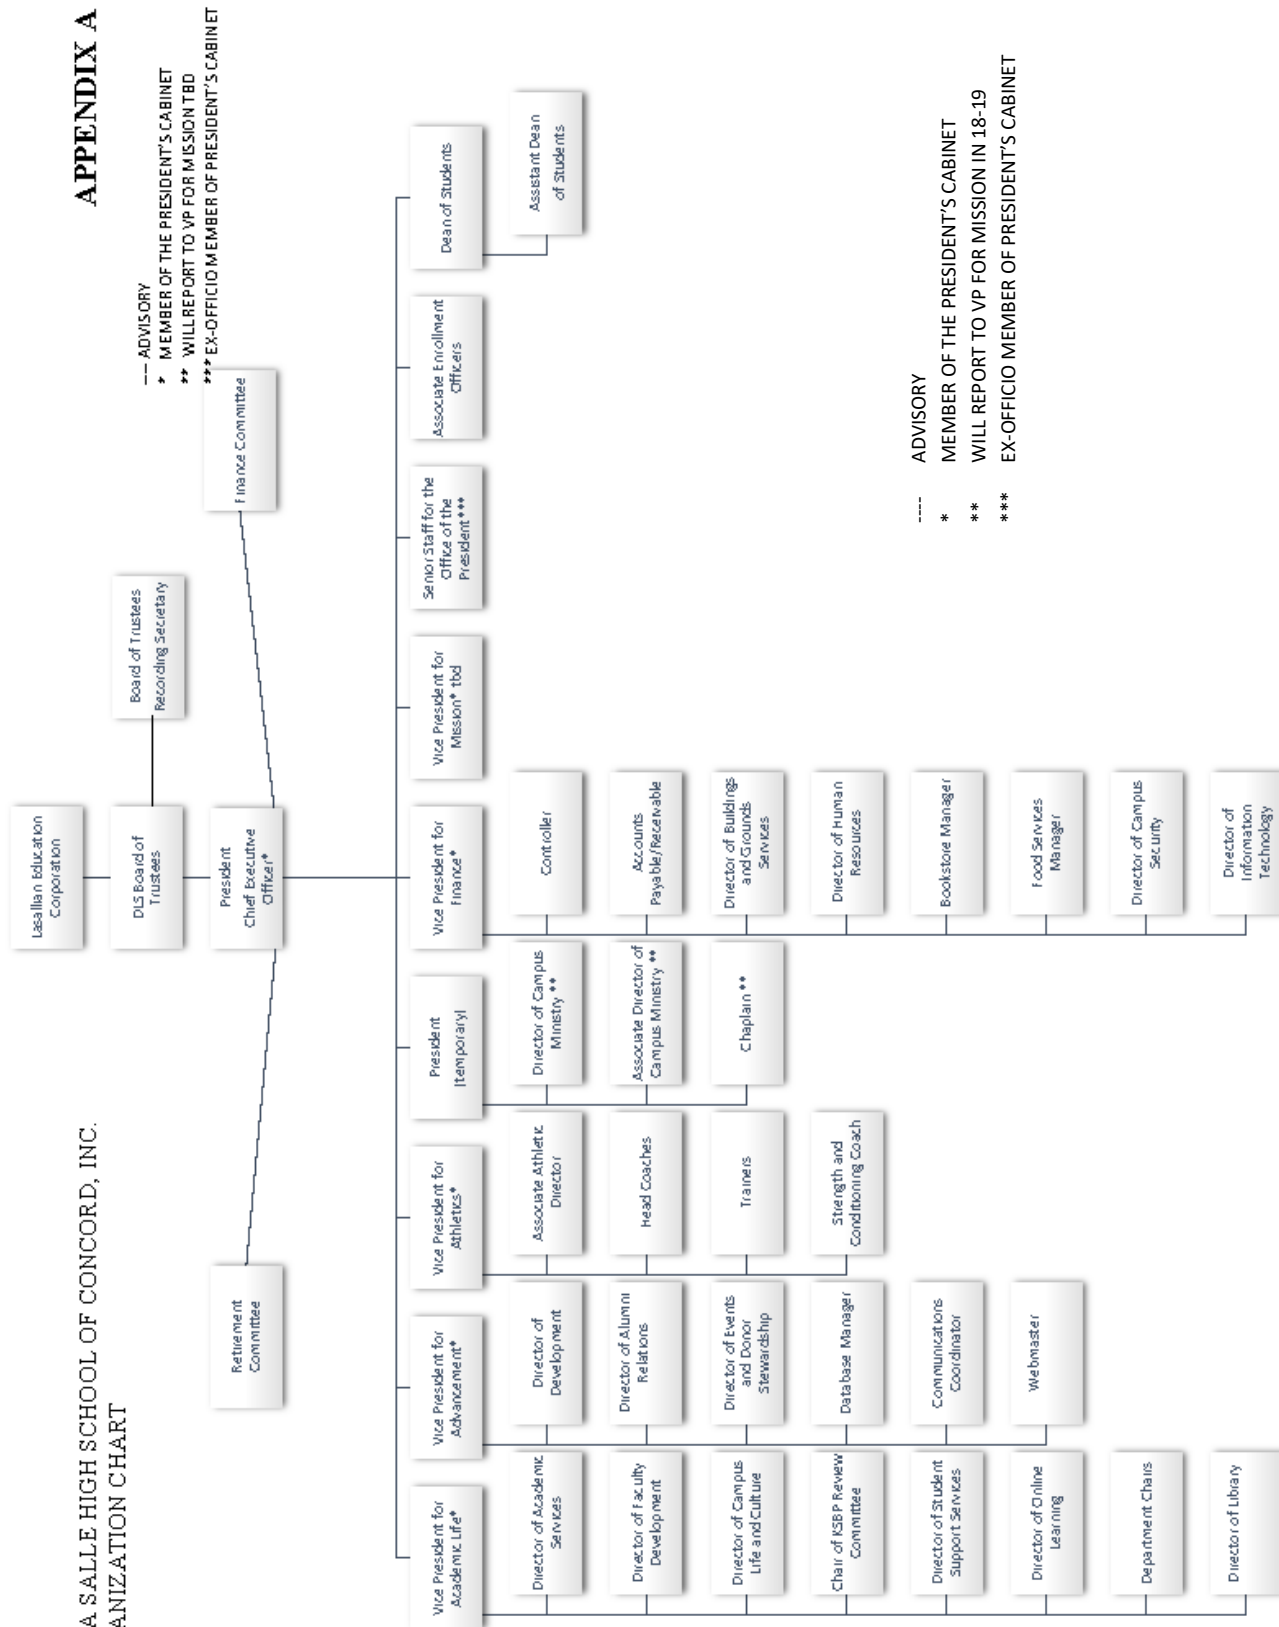 A SALLE HIGH SCHOOL OF CONCORD, INC.
ANIZATION CHART
APPENDIX A
--- ADVISORY
* MEMBER OF THE PRESIDENT'S CABINET
** WILL REPORT TO VP FOR MISSION TBD
*** EX-OFFICIO MEMBER OF PRESIDENT'S CABINET
Lasallian Education
Corporation
DLS Board of
Trustees
Board of Trustees
Recording Secretary
President
Chief Executive
Officer*
Retirement
Committee
Finance Committee
Vice President for
Academic Life*
Director of Academic
Services
Director of Faculty
Development
Director of Campus
Life and Culture
Chair of KSBP Review
Committee
Director of Student
Support Services
Director of Online
Learning
Department Chairs
Director of Library
Vice President for
Advancement*
Director of
Development
Director of Alumni
Relations
Director of Events
and Donor
Stewardship
Database Manager
Communications
Coordinator
Webmaster
Vice President for
Athletics*
Associate Athletic
Director
Head Coaches
Trainers
Strength and
Conditioning Coach
President
(temporary)
Director of Campus
Ministry **
Associate Director of
Campus Ministry **
Chaplain **
Vice President for
Finance*
Controller
Accounts
Payable/Receivable
Director of Buildings
and Grounds
Services
Director of Human
Resources
Bookstore Manager
Food Services
Manager
Director of Campus
Security
Director of
Information
Technology
Vice President for
Mission* tbd
Senior Staff for the
Office of the
President***
Associate Enrollment
Officers
Dean of Students
Assistant Dean
of Students
---- ADVISORY
* MEMBER OF THE PRESIDENT'S CABINET
** WILL REPORT TO VP FOR MISSION IN 18-19
*** EX-OFFICIO MEMBER OF PRESIDENT'S CABINET